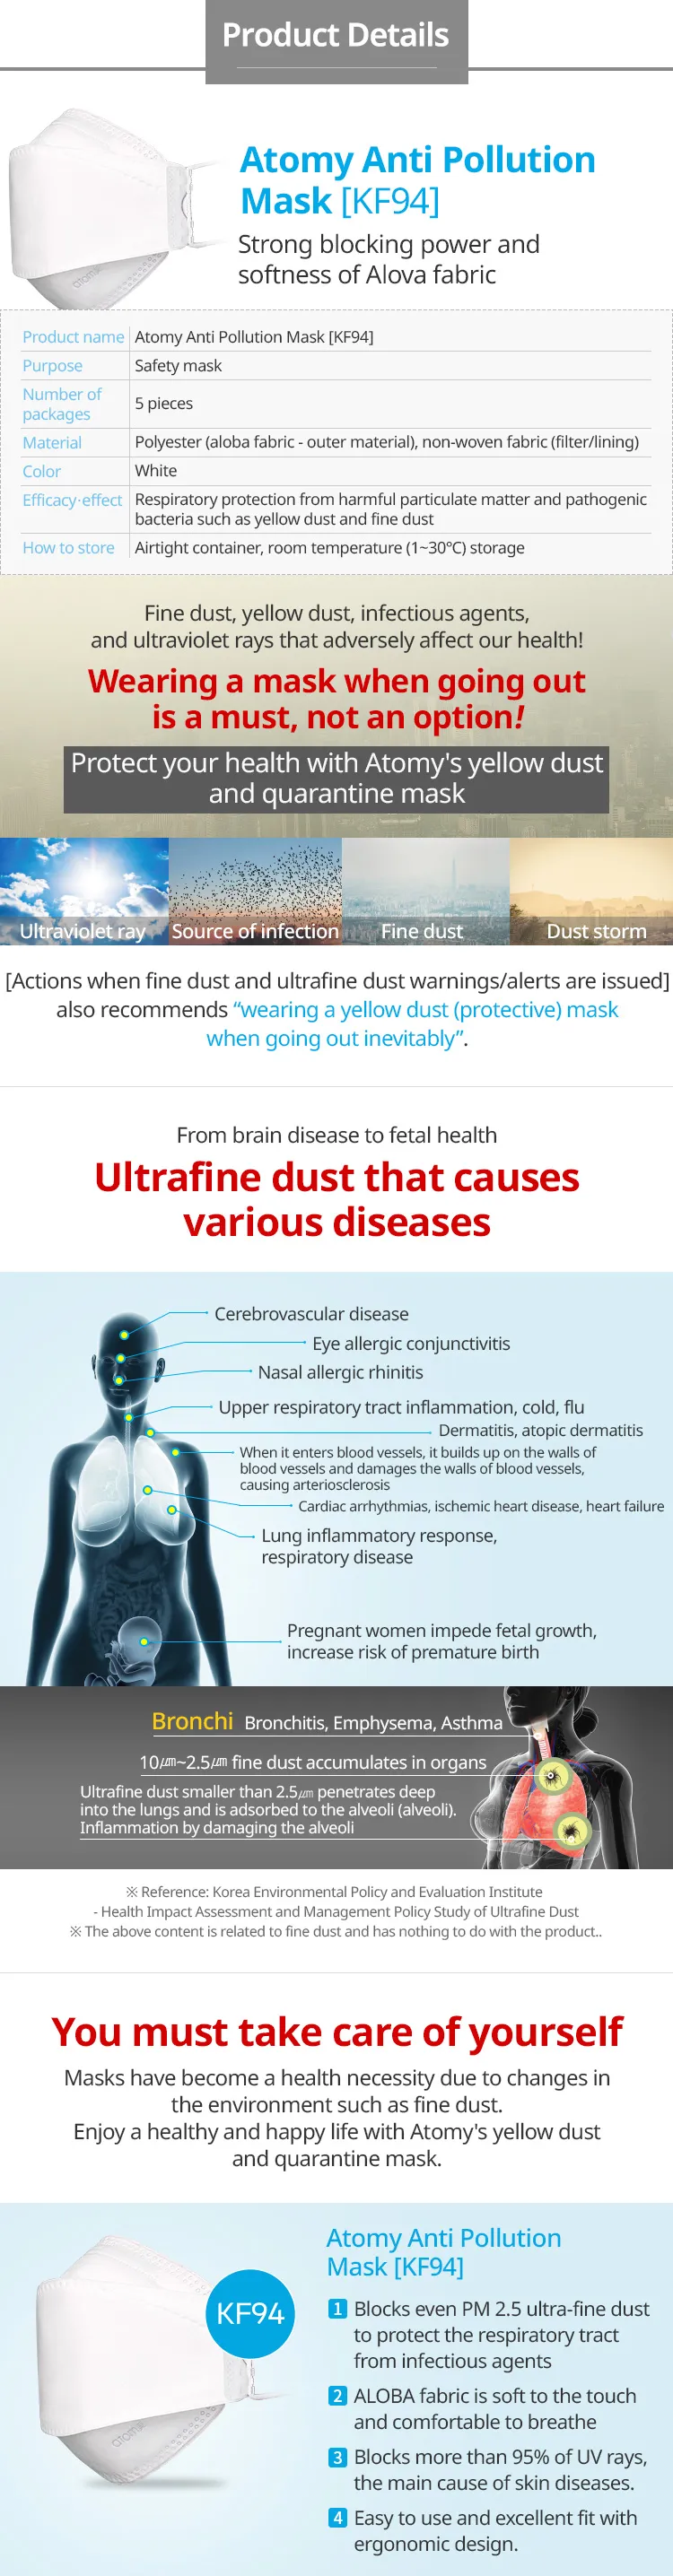 Product Details
Atomy Anti Pollution
Mask [KF94]
Strong blocking power and
softness of Alova fabric
atomy
Product name Atomy Anti Pollution Mask [KF94]
Purpose Safety mask
Number of
packages 5 pieces
Material Polyester (aloba fabric - outer material), non-woven fabric (filter/lining)
Color White
Efficacy·effect Respiratory protection from harmful particulate matter and pathogenic
bacteria such as yellow dust and fine dust
How to store Airtight container, room temperature (1~30℃) storage
Fine dust, yellow dust, infectious agents,
and ultraviolet rays that adversely affect our health!
Wearing a mask when going out
is a must, not an option!
Protect your health with Atomy's yellow dust
and quarantine mask
Ultraviolet ray Source of infection Fine dust Dust storm
[Actions when fine dust and ultrafine dust warnings/alerts are issued]
also recommends “wearing a yellow dust (protective) mask
when going out inevitably”.
From brain disease to fetal health
Ultrafine dust that causes
various diseases
Cerebrovascular disease
Eye allergic conjunctivitis
Nasal allergic rhinitis
Upper respiratory tract inflammation, cold, flu
Dermatitis, atopic dermatitis
When it enters blood vessels, it builds up on the walls of
blood vessels and damages the walls of blood vessels,
causing arteriosclerosis
Cardiac arrhythmias, ischemic heart disease, heart failure
Lung inflammatory response,
respiratory disease
Pregnant women impede fetal growth,
increase risk of premature birth
Bronchi Bronchitis, Emphysema, Asthma
10㎛~2.5㎛ fine dust accumulates in organs
Ultrafine dust smaller than 2.5㎛ penetrates deep
into the lungs and is adsorbed to the alveoli (alveoli).
Inflammation by damaging the alveoli
※ Reference: Korea Environmental Policy and Evaluation Institute
- Health Impact Assessment and Management Policy Study of Ultrafine Dust
※ The above content is related to fine dust and has nothing to do with the product..
You must take care of yourself
Masks have become a health necessity due to changes in
the environment such as fine dust.
Enjoy a healthy and happy life with Atomy's yellow dust
and quarantine mask.
KF94
atomy
Atomy Anti Pollution
Mask [KF94]
1 Blocks even PM 2.5 ultra-fine dust
to protect the respiratory tract
from infectious agents
2 ALOBA fabric is soft to the touch
and comfortable to breathe
3 Blocks more than 95% of UV rays,
the main cause of skin diseases.
4 Easy to use and excellent fit with
ergonomic design.